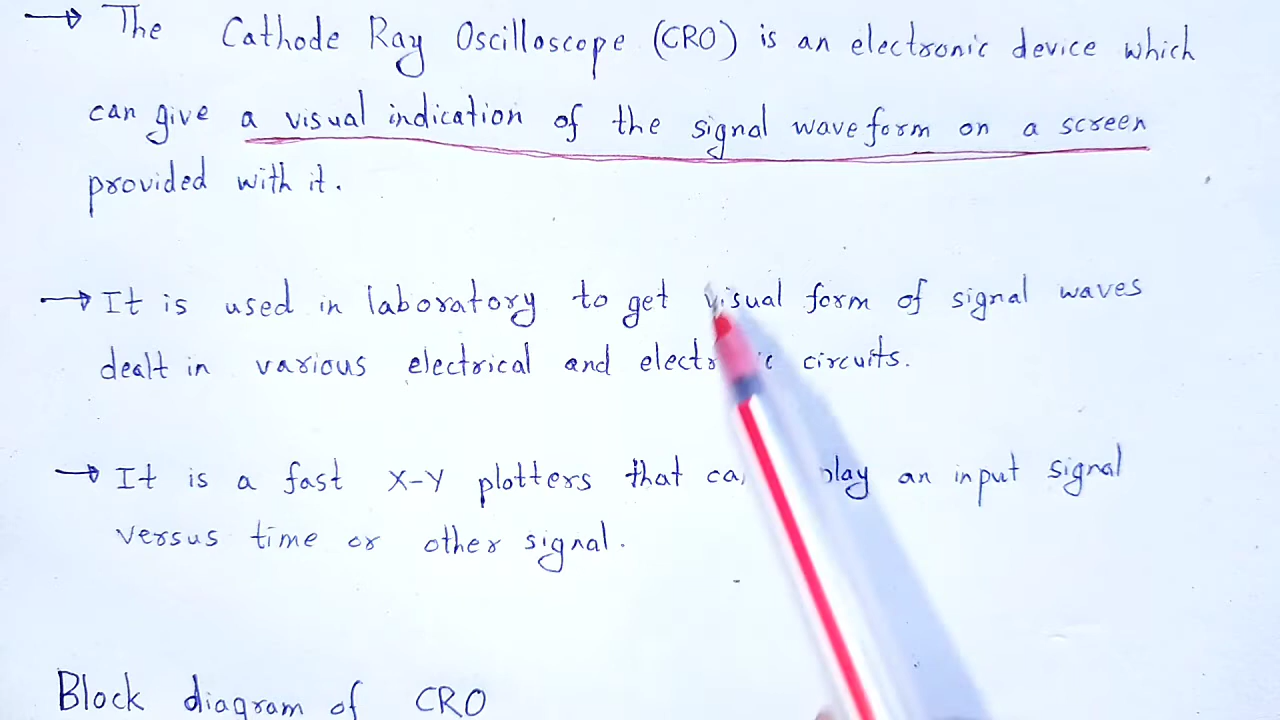 → The Cathode Ray Oscilloscope (CRO) is an electronic device which
can give a visual indication of the signal waveform on a screen
provided with it.
→ It is used in laboratory to get visual form of signal waves
dealt in various electrical and electronic circuits.
→ It is a fast X-Y plotters that can play an input signal
versus time or other signal.
Block diagram of CRO